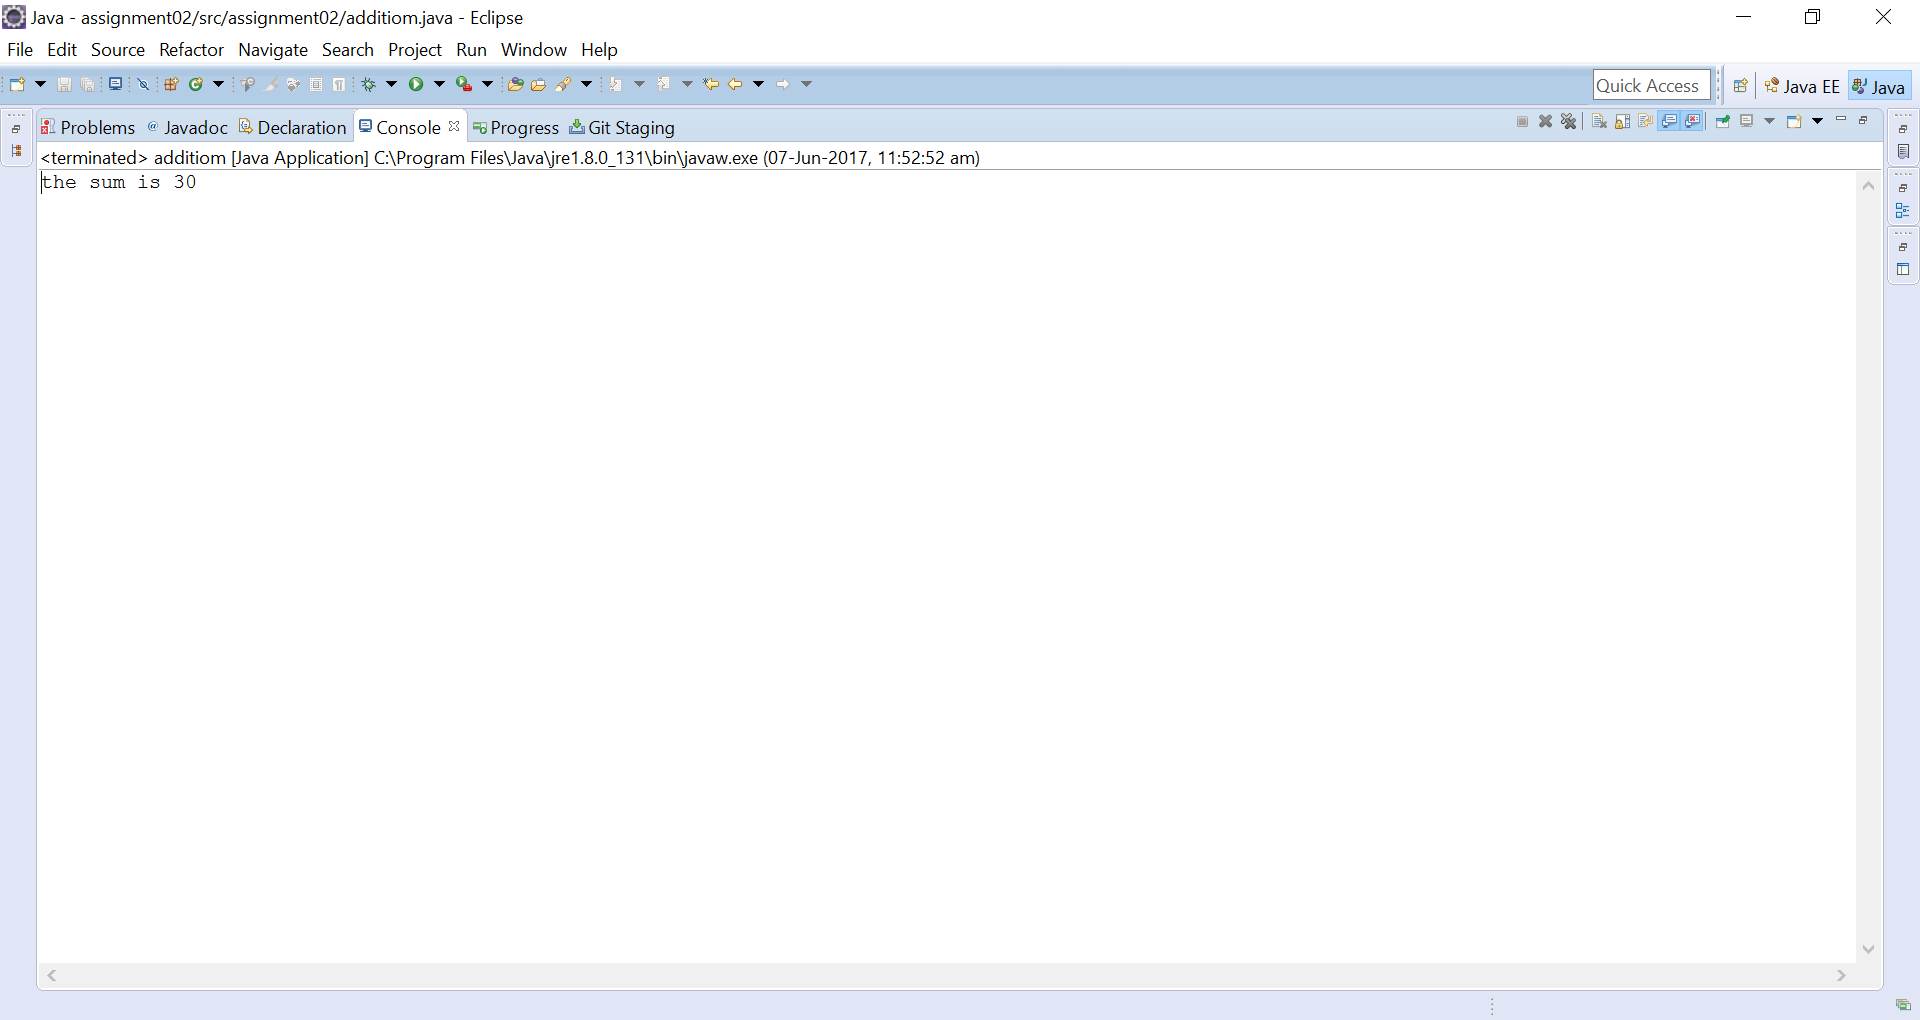 Java - assignment02/src/assignment02/additiom.java - Eclipse
File Edit Source Refactor Navigate Search Project Run Window Help
Quick Access Java EE Java
Problems @ Javadoc Declaration Console Progress Git Staging
<terminated> additiom [Java Application] C:\Program Files\Java\jre1.8.0_131\bin\javaw.exe (07-Jun-2017, 11:52:52 am)
the sum is 30